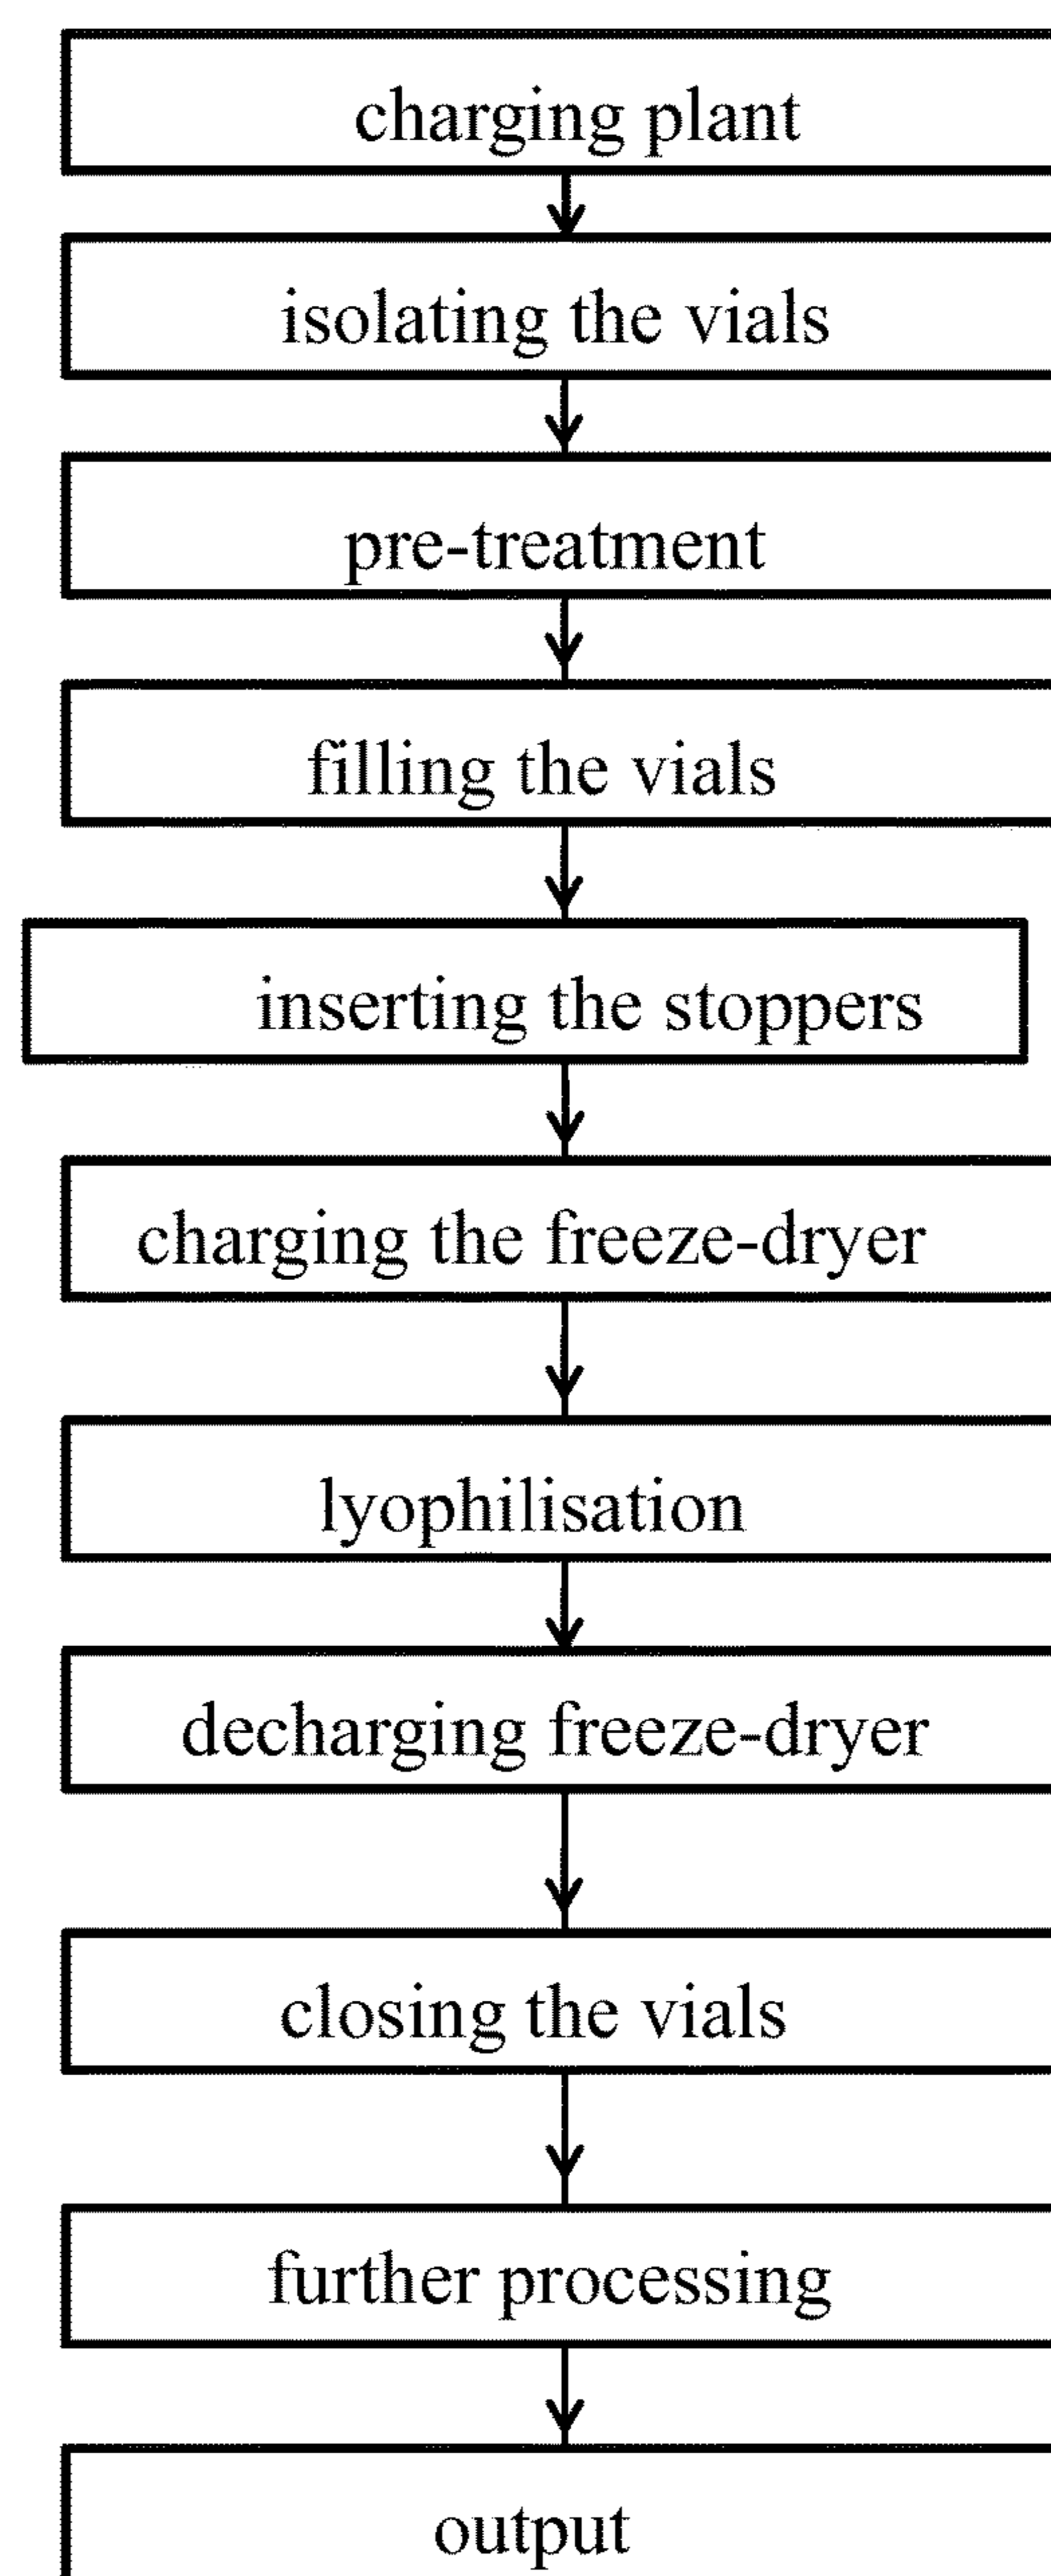 charging plant
isolating the vials
pre-treatment
filling the vials
inserting the stoppers
charging the freeze-dryer
lyophilisation
decharging freeze-dryer
closing the vials
further processing
output